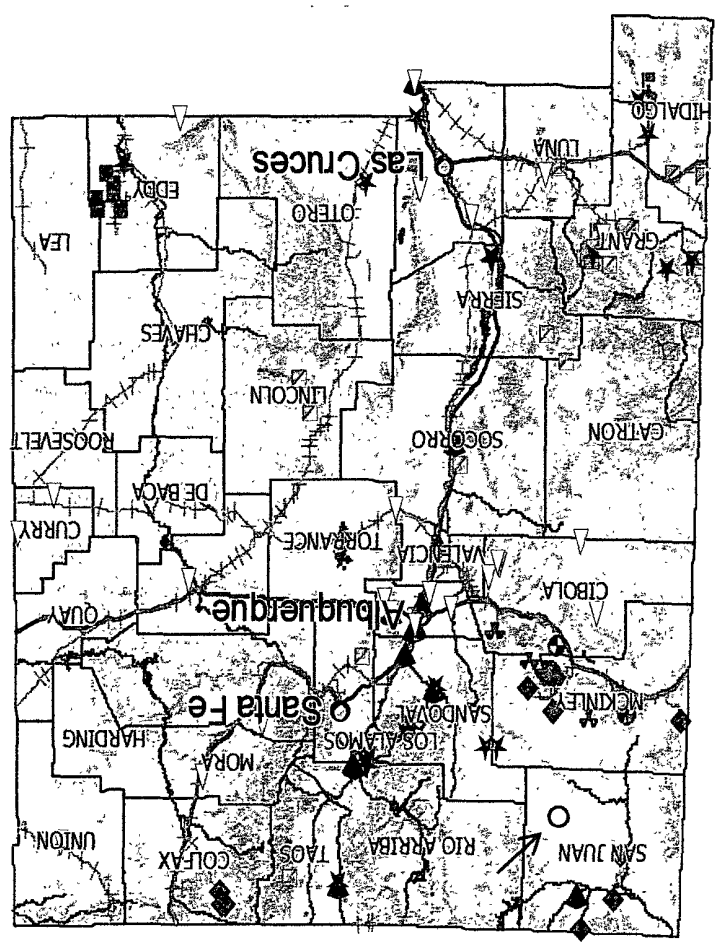 SAN JUAN
RIO ARRIBA
TAOS
COLFAX
UNION
LOS ALAMOS
MORA
HARDING
MCKINLEY
SANDOVAL
Santa Fe
Albuquerque
QUAY
CIBOLA
VALENCIA
TORRANCE
CURRY
DE BACA
CATRON
SOCORRO
ROOSEVELT
LINCOLN
CHAVES
SIERRA
GRANT
OTERO
LEA
EDDY
LUNA
Las Cruces
HIDALGO